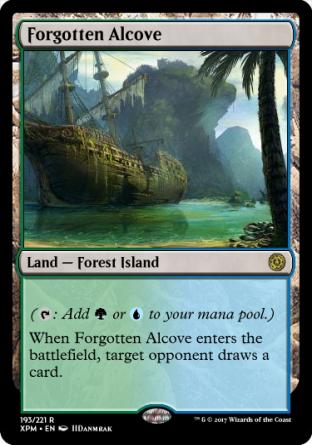 Forgotten Alcove
Land — Forest Island
( : Add or to your mana pool.)
When Forgotten Alcove enters the
battlefield, target opponent draws a
card.
193/221 R
XPM • EN IIDANMRAK
™ & © 2017 Wizards of the Coast